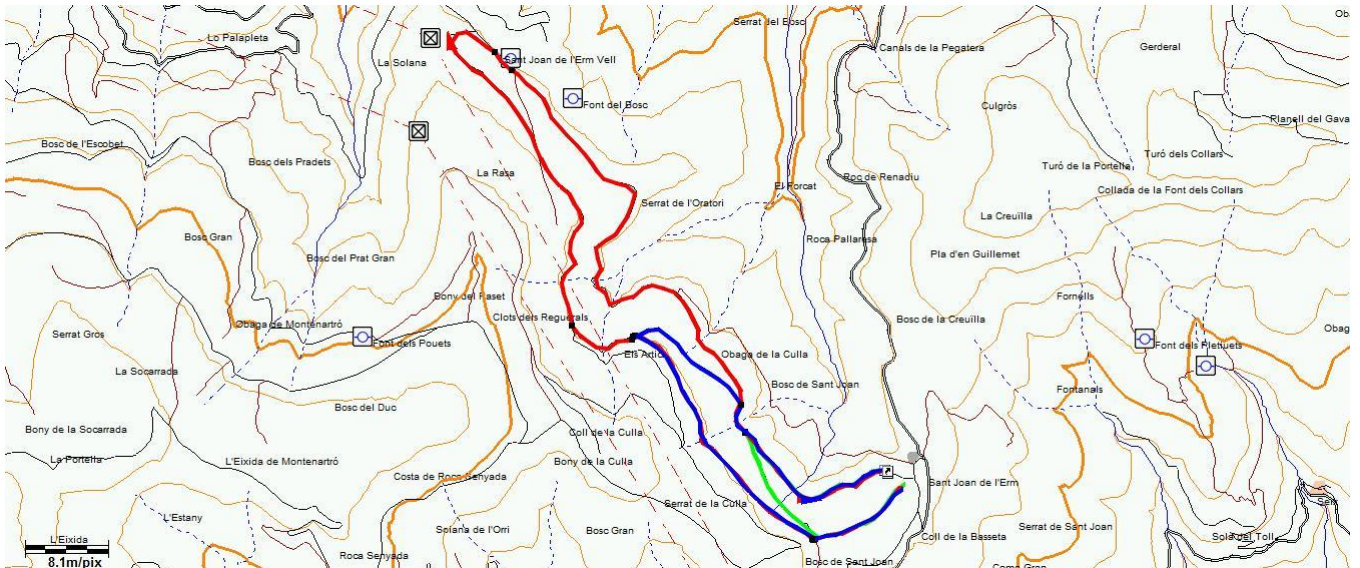 Serrat del Bosc
Lo Palapleta
Canals de la Pegatera
Gerderal
La Solana
Sant Joan de l'Erm Vell
Font del Bosc
Culgròs
Planell del Gava
Bosc de l'Escobet
Bosc dels Pradets
Turó de la Portella
Turó dels Collars
La Rasa
Roc de Renadiu
El Forcat
Collada de la Font dels Collars
Serrat de l'Oratori
La Creuilla
Bosc Gran
Roca Pallaresa
Bosc del Prat Gran
Pla d'en Guillemet
Bony del Paset
Fornells
Clots dels Reguerals
Bosc de la Creuilla
Obaga de Montenartró
Serrat Gros
Obag
Font dels Pouets
Font dels Pletiuets
Els Artic
Obaga de la Culla
La Socarrada
Bosc de Sant Joan
Fontanals
Bosc del Duc
Bony de la Socarrada
Coll de la Culla
La Portella
L'Eixida de Montenartró
Bony de la Culla
Costa de Roco Senyada
Sant Joan de l'Erm
Serrat de la Culla
L'Estany
Solana de l'Orri
Bosc Gran
Serrat de Sant Joan
L'Eixida
Coll de la Basseta
Solà del Toll
Roca Senyada
Bosc de Sant Joan
8.1m/pix